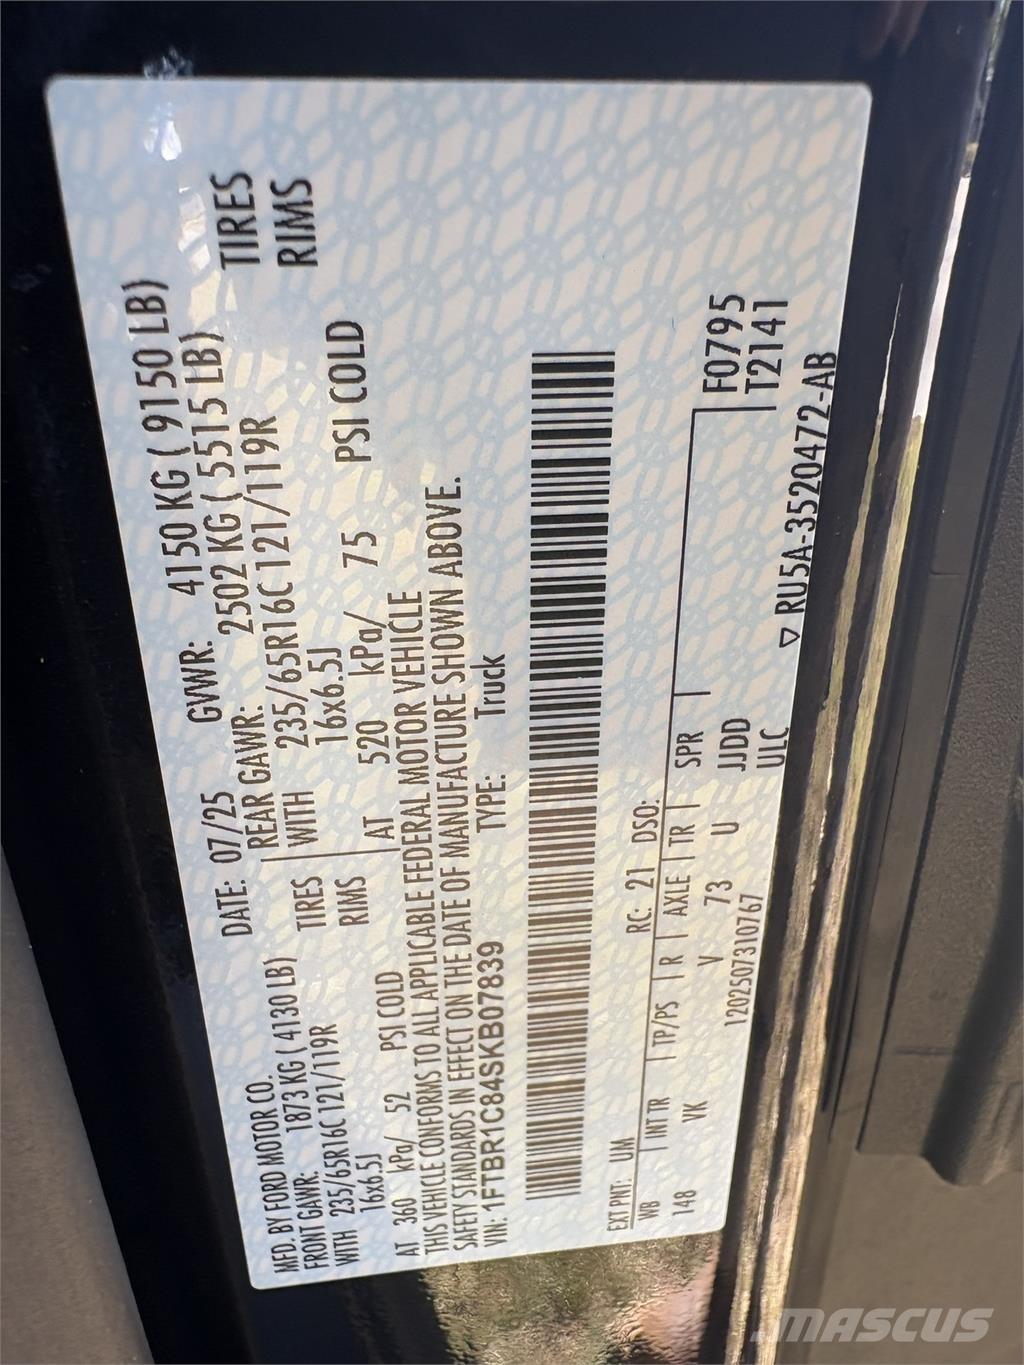 MFD. BY FORD MOTOR CO. DATE: 07/25 GVWR: 4150 KG ( 9150 LB)
FRONT GAWR: 1873 KG ( 4130 LB) REAR GAWR: 2502 KG ( 5515 LB)
WITH 235/65R16C 121/119R TIRES WITH 235/65R16C 121/119R TIRES
16x6.5J RIMS 16x6.5J RIMS
AT 360 kPa/ 52 PSI COLD AT 520 kPa/ 75 PSI COLD
THIS VEHICLE CONFORMS TO ALL APPLICABLE FEDERAL MOTOR VEHICLE
SAFETY STANDARDS IN EFFECT ON THE DATE OF MANUFACTURE SHOWN ABOVE.
VIN: 1FTBR1C84SKB07839 TYPE: Truck
EXT PNT: UM RC: 21 DSO:
WB INT TR TP/PS R AXLE TR SPR F0795
148 VK V 73 U JJDD T2141
1202507310767 ULC
▽ RU5A-3520472-AB
MASCUS